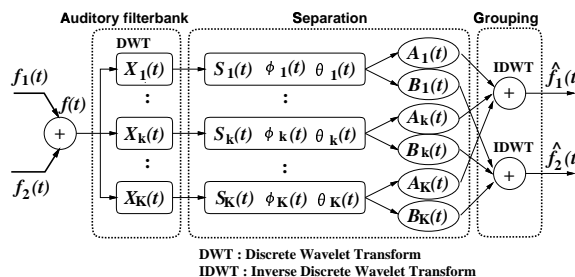 Auditory filterbank Separation Grouping
DWT
IDWT
f1(t)
f(t)
f2(t)
+
X1(t)
:
Xk(t)
:
XK(t)
S1(t) ϕ1(t) θ1(t)
:
Sk(t) ϕk(t) θk(t)
:
SK(t) ϕK(t) θK(t)
A1(t)
B1(t)
Ak(t)
Bk(t)
AK(t)
BK(t)
+
f̂1(t)
IDWT
+
f̂2(t)
DWT : Discrete Wavelet Transform
IDWT : Inverse Discrete Wavelet Transform